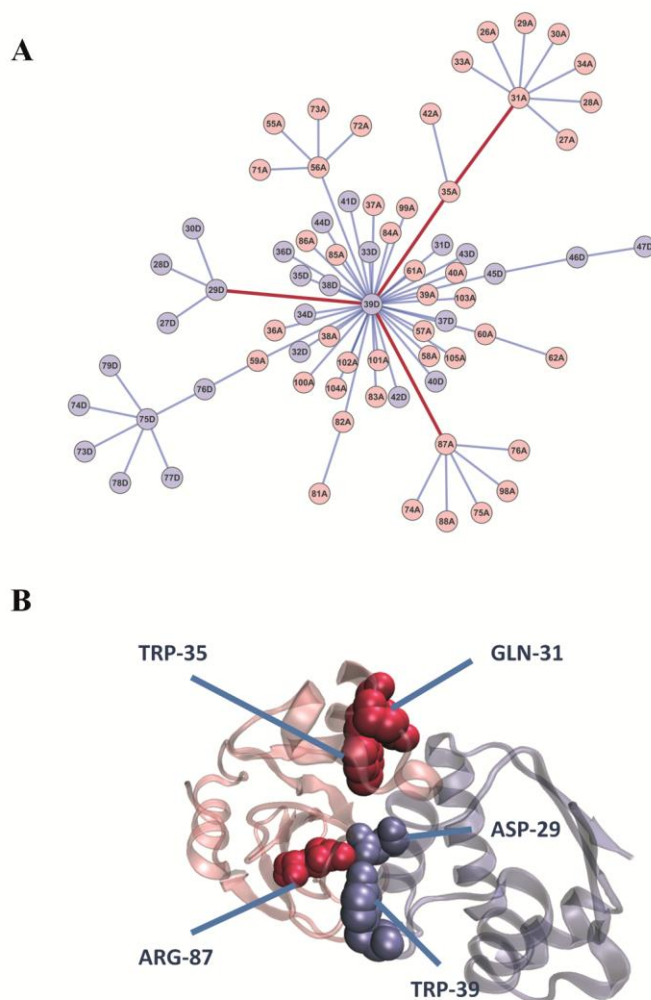 A
26A 29A 30A
33A 34A
31A
28A
27A
73A
55A 72A
42A
71A 56A
35A
41D 37A 99A
44D 84A
30D
86A 33D 31D
36D 85A 43D 47D
28D 35D 61A 40A 46D
38D 45D
29D 39D 39A 103A
27D 34D 37D
36A 38A 57A 60A
32D
59A 102A 101A 58A 105A 62A
79D 76D 100A 104A 83A 42D 40D
74D
75D 82A
73D 87A 76A
78D 77D 81A 98A
74A 75A
88A
B
TRP-35 GLN-31
ASP-29
ARG-87
TRP-39